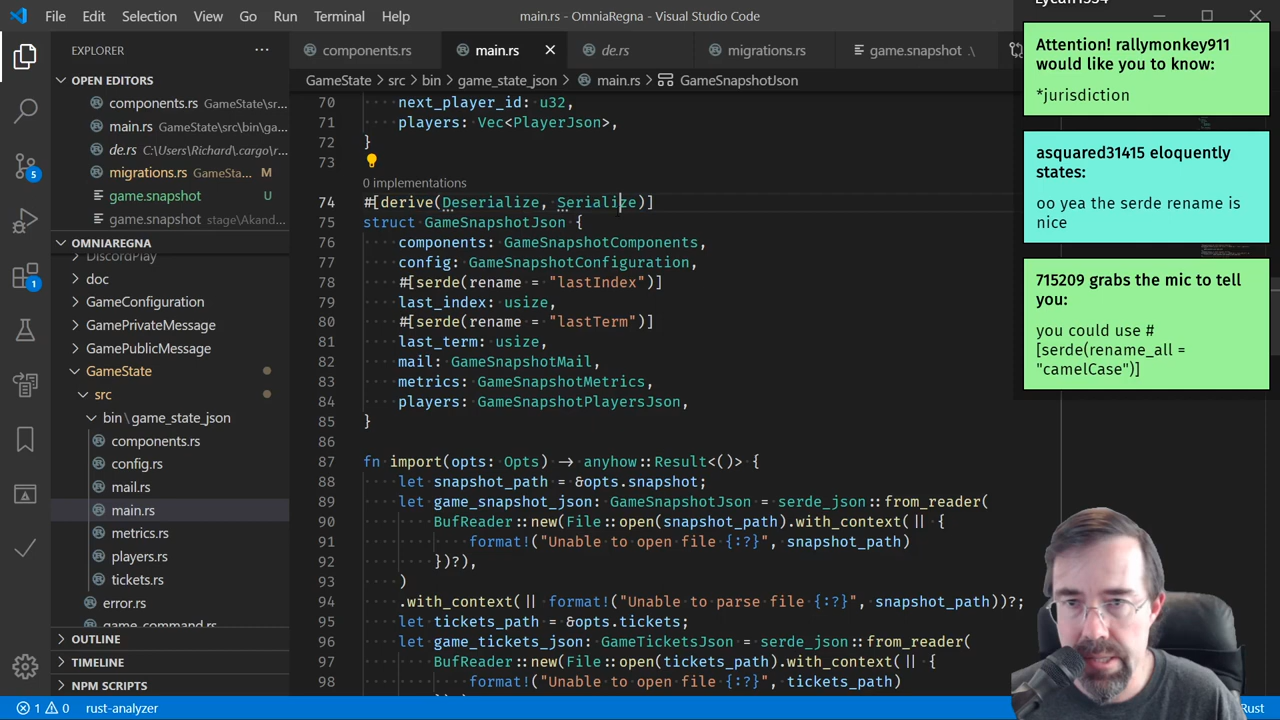 File Edit Selection View Go Run Terminal Help
main.rs - OmniaRegna - Visual Studio Code
EXPLORER
OPEN EDITORS
components.rs GameState\sr...
main.rs GameState\src\bin\ga...
de.rs C:\Users\Richard\.cargo\r...
migrations.rs GameSta... M
game.snapshot U
game.snapshot stage\Akand...
OMNIAREGNA
DiscordPlay
doc
GameConfiguration
GamePrivateMessage
GamePublicMessage
GameState
src
bin\game_state_json
components.rs
config.rs
mail.rs
main.rs
metrics.rs
players.rs
tickets.rs
error.rs
game_command.rs
OUTLINE
TIMELINE
NPM SCRIPTS
5
1
components.rs main.rs de.rs migrations.rs game.snapshot .\
GameState > src > bin > game_state_json > main.rs > GameSnapshotJson
70 next_player_id: u32,
71 players: Vec<PlayerJson>,
72 }
73
0 implementations
74 #[derive(Deserialize, Serialize)]
75 struct GameSnapshotJson {
76 components: GameSnapshotComponents,
77 config: GameSnapshotConfiguration,
78 #[serde(rename = "lastIndex")]
79 last_index: usize,
80 #[serde(rename = "lastTerm")]
81 last_term: usize,
82 mail: GameSnapshotMail,
83 metrics: GameSnapshotMetrics,
84 players: GameSnapshotPlayersJson,
85 }
86
87 fn import(opts: Opts) -> anyhow::Result<()> {
88 let snapshot_path = &opts.snapshot;
89 let game_snapshot_json: GameSnapshotJson = serde_json::from_reader(
90 BufReader::new(File::open(snapshot_path).with_context(|| {
91 format!("Unable to open file {:?}", snapshot_path)
92 })?),
93 )
94 .with_context(|| format!("Unable to parse file {:?}", snapshot_path))?;
95 let tickets_path = &opts.tickets;
96 let game_tickets_json: GameTicketsJson = serde_json::from_reader(
97 BufReader::new(File::open(tickets_path).with_context(|| {
98 format!("Unable to open file {:?}", tickets_path)
Attention! rallymonkey911
would like you to know:
*jurisdiction
asquared31415 eloquently
states:
oo yea the serde rename is
nice
715209 grabs the mic to tell
you:
you could use #
[serde(rename_all =
"camelCase")]
1 0 rust-analyzer
Rust